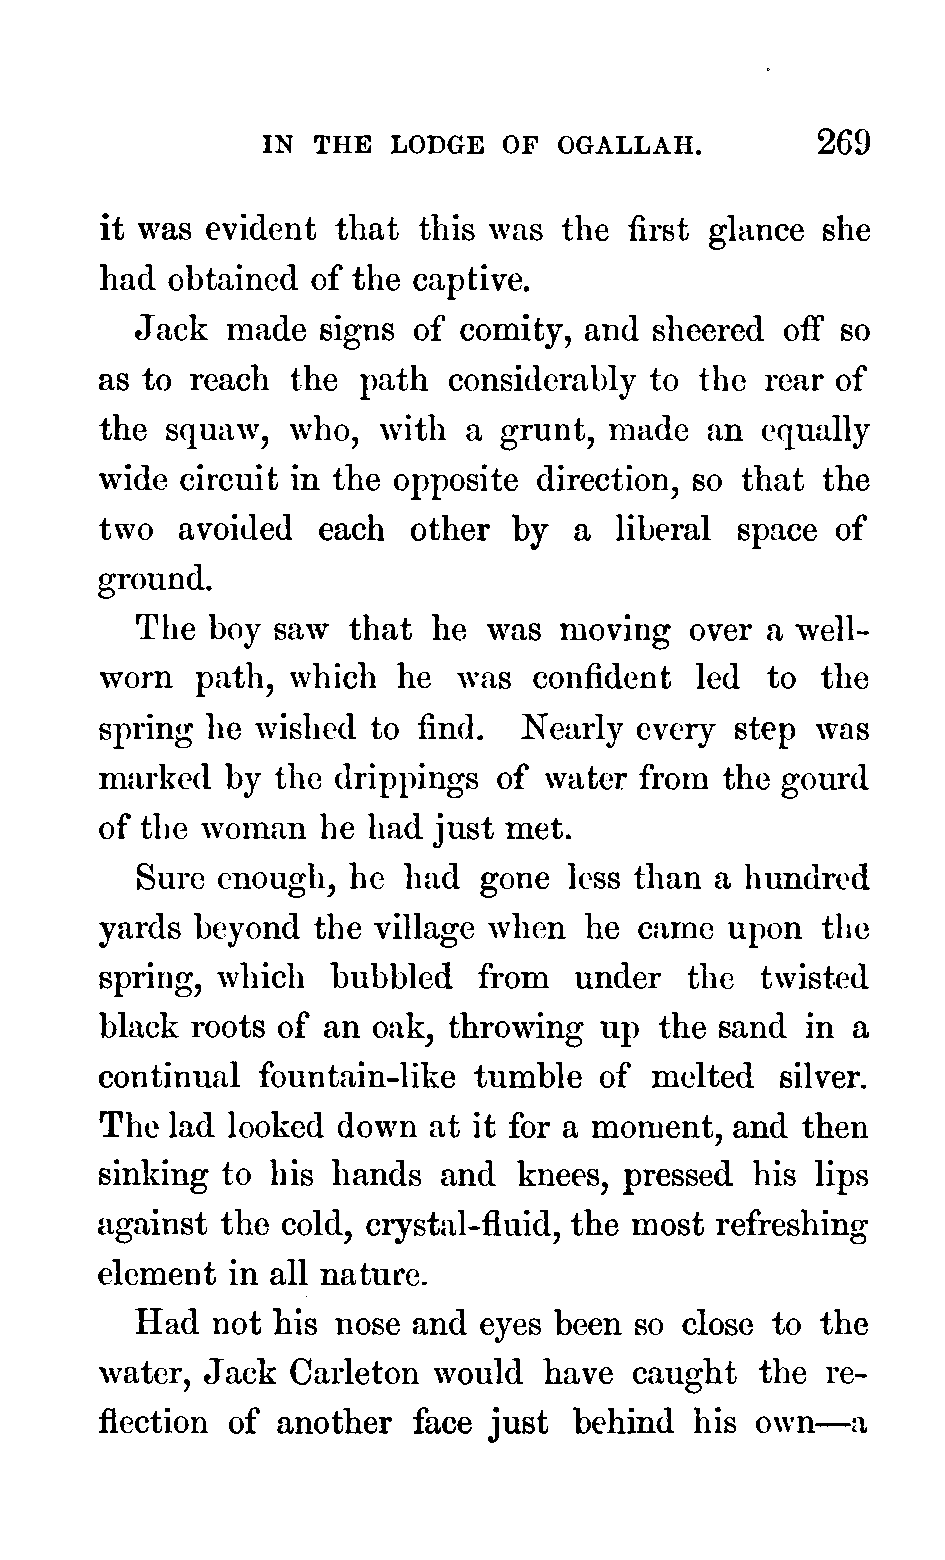 IN THE LODGE OF OGALLAH. 269
it was evident that this was the first glance she
had obtained of the captive.
Jack made signs of comity, and sheered off so
as to reach the path considerably to the rear of
the squaw, who, with a grunt, made an equally
wide circuit in the opposite direction, so that the
two avoided each other by a liberal space of
ground.
The boy saw that he was moving over a well-
worn path, which he was confident led to the
spring he wished to find. Nearly every step was
marked by the drippings of water from the gourd
of the woman he had just met.
Sure enough, he had gone less than a hundred
yards beyond the village when he came upon the
spring, which bubbled from under the twisted
black roots of an oak, throwing up the sand in a
continual fountain-like tumble of melted silver.
The lad looked down at it for a moment, and then
sinking to his hands and knees, pressed his lips
against the cold, crystal-fluid, the most refreshing
element in all nature.
Had not his nose and eyes been so close to the
water, Jack Carleton would have caught the re-
flection of another face just behind his own—a